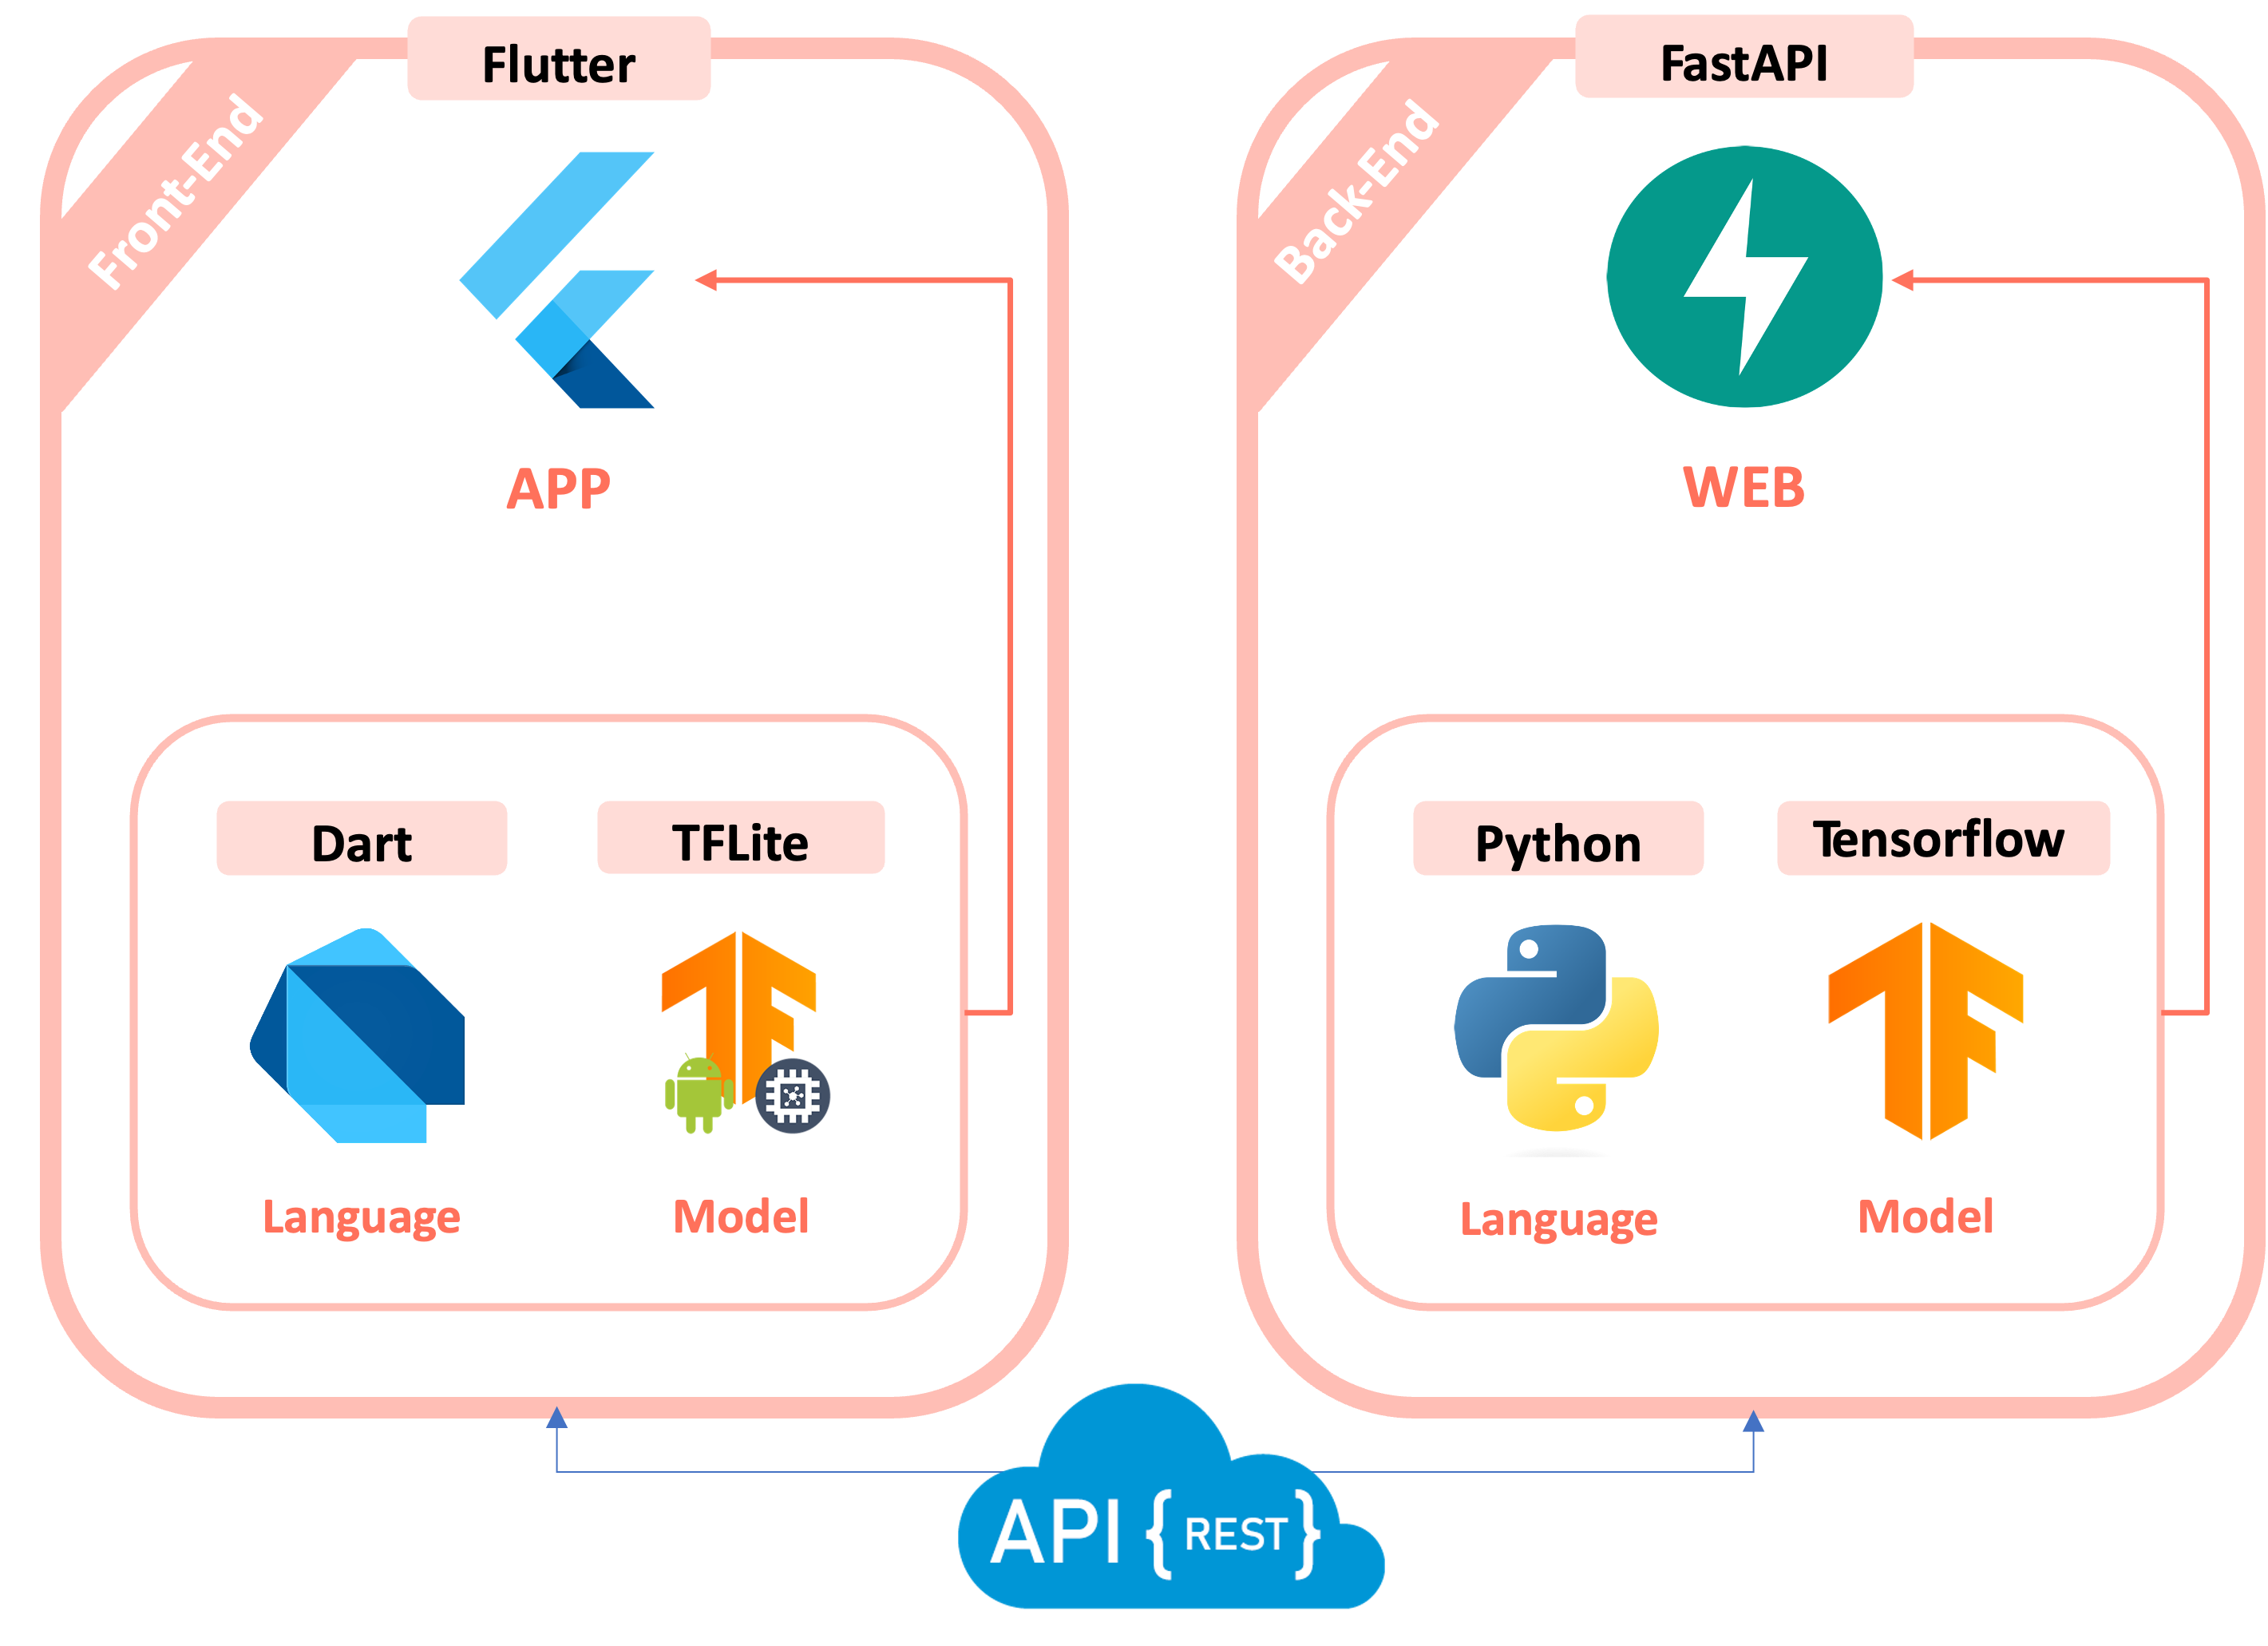 Flutter
Front-End
APP
Dart
TFLite
Language
Model
FastAPI
Back-End
WEB
Python
Tensorflow
Language
Model
API { REST }